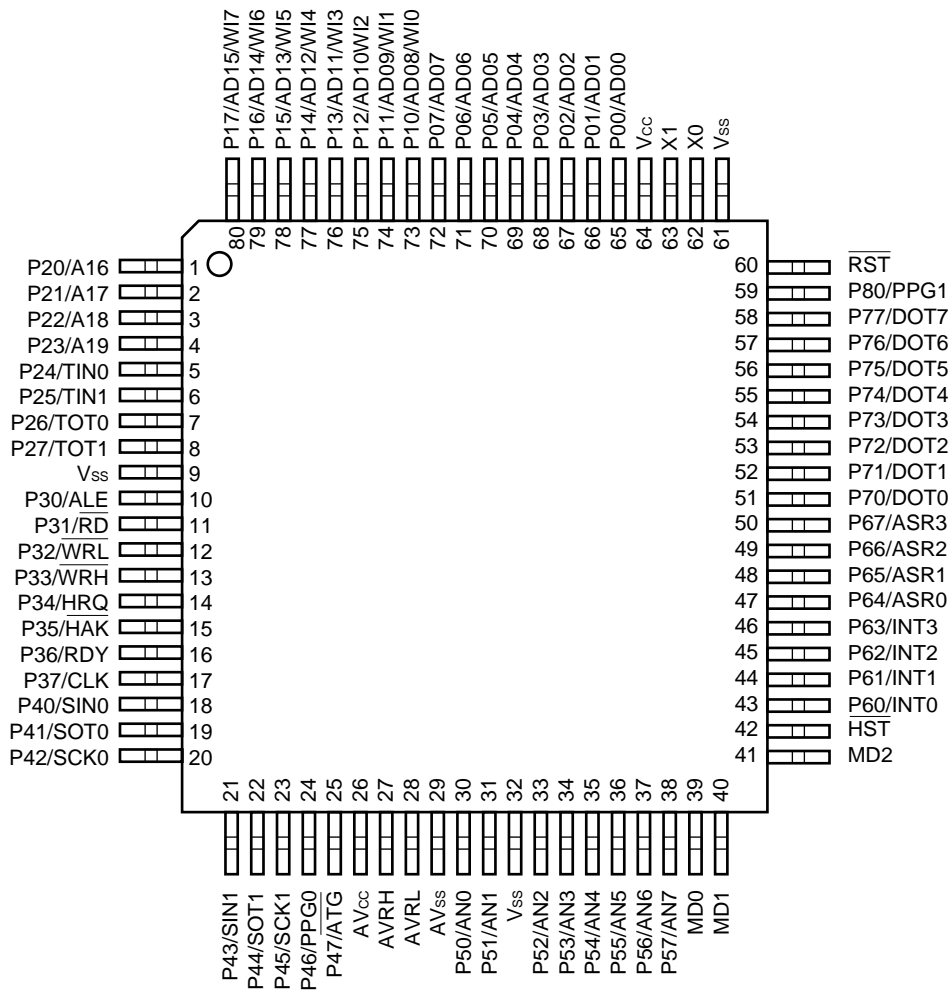 P17/AD15/WI7
P16/AD14/WI6
P15/AD13/WI5
P14/AD12/WI4
P13/AD11/WI3
P12/AD10WI2
P11/AD09/WI1
P10/AD08/WI0
P07/AD07
P06/AD06
P05/AD05
P04/AD04
P03/AD03
P02/AD02
P01/AD01
P00/AD00
Vcc
X1
X0
Vss
80
79
78
77
76
75
74
73
72
71
70
69
68
67
66
65
64
63
62
61
P20/A16 1
P21/A17 2
P22/A18 3
P23/A19 4
P24/TIN0 5
P25/TIN1 6
P26/TOT0 7
P27/TOT1 8
Vss 9
P30/ALE 10
P31/R̅D̅ 11
P32/W̅R̅L̅ 12
P33/W̅R̅H̅ 13
P34/HRQ 14
P35/H̅A̅K̅ 15
P36/RDY 16
P37/CLK 17
P40/SIN0 18
P41/SOT0 19
P42/SCK0 20
60 R̅S̅T̅
59 P80/PPG1
58 P77/DOT7
57 P76/DOT6
56 P75/DOT5
55 P74/DOT4
54 P73/DOT3
53 P72/DOT2
52 P71/DOT1
51 P70/DOT0
50 P67/ASR3
49 P66/ASR2
48 P65/ASR1
47 P64/ASR0
46 P63/INT3
45 P62/INT2
44 P61/INT1
43 P60/INT0
42 H̅S̅T̅
41 MD2
21
22
23
24
25
26
27
28
29
30
31
32
33
34
35
36
37
38
39
40
P43/SIN1
P44/SOT1
P45/SCK1
P46/PPG0
P47/A̅T̅G̅
AVcc
AVRH
AVRL
AVss
P50/AN0
P51/AN1
Vss
P52/AN2
P53/AN3
P54/AN4
P55/AN5
P56/AN6
P57/AN7
MD0
MD1